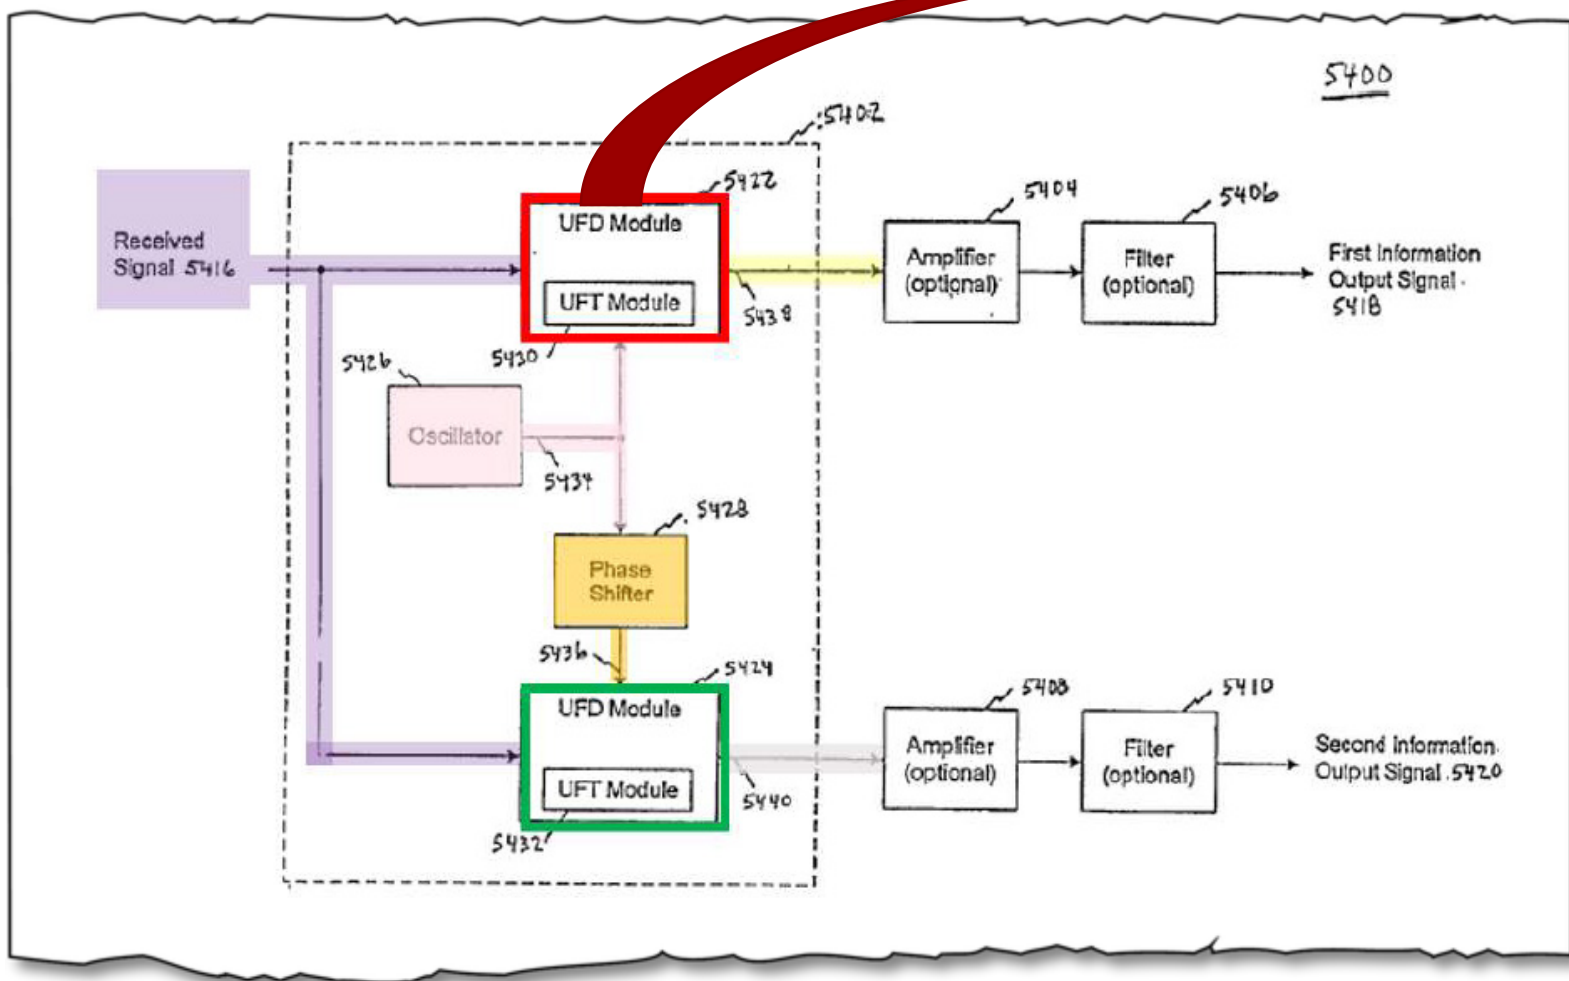 5400
5402
5422
5404
5406
Received
Signal 5416
UFD Module
UFT Module
5438
5430
Amplifier
(optional)
Filter
(optional)
First Information
Output Signal
5418
5426
Oscillator
5434
5428
Phase
Shifter
5436
5424
5408
5410
UFD Module
UFT Module
5440
5432
Amplifier
(optional)
Filter
(optional)
Second Information
Output Signal 5420